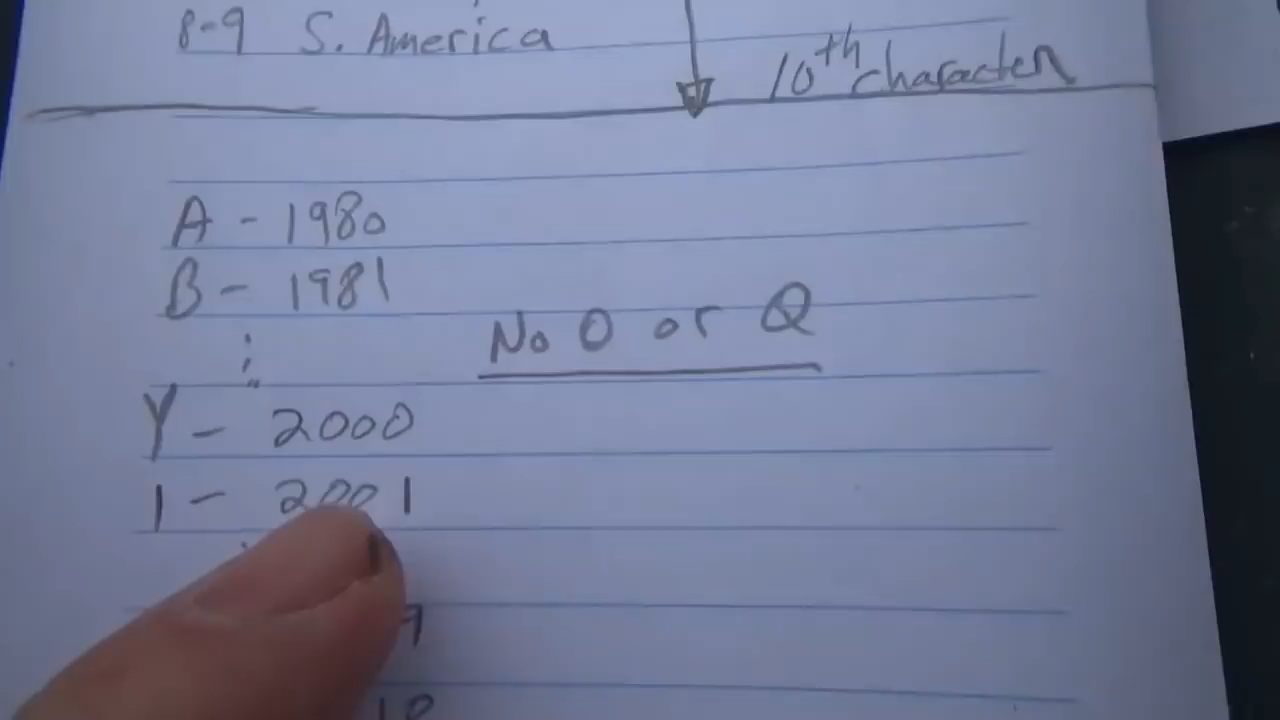 8-9 S. America
10th character
A - 1980
B - 1981
No O or Q
Y - 2000
1 - 2001